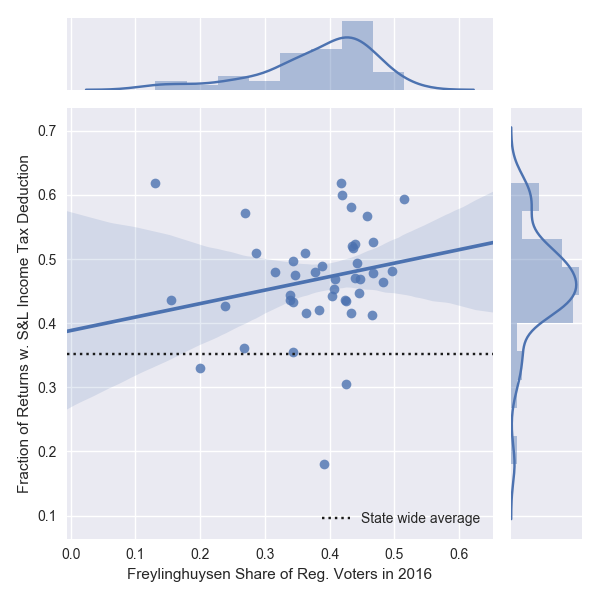 Fraction of Returns w. S&L Income Tax Deduction
0.7
0.6
0.5
0.4
0.3
0.2
0.1
State wide average
0.0 0.1 0.2 0.3 0.4 0.5 0.6
Freylinghuysen Share of Reg. Voters in 2016